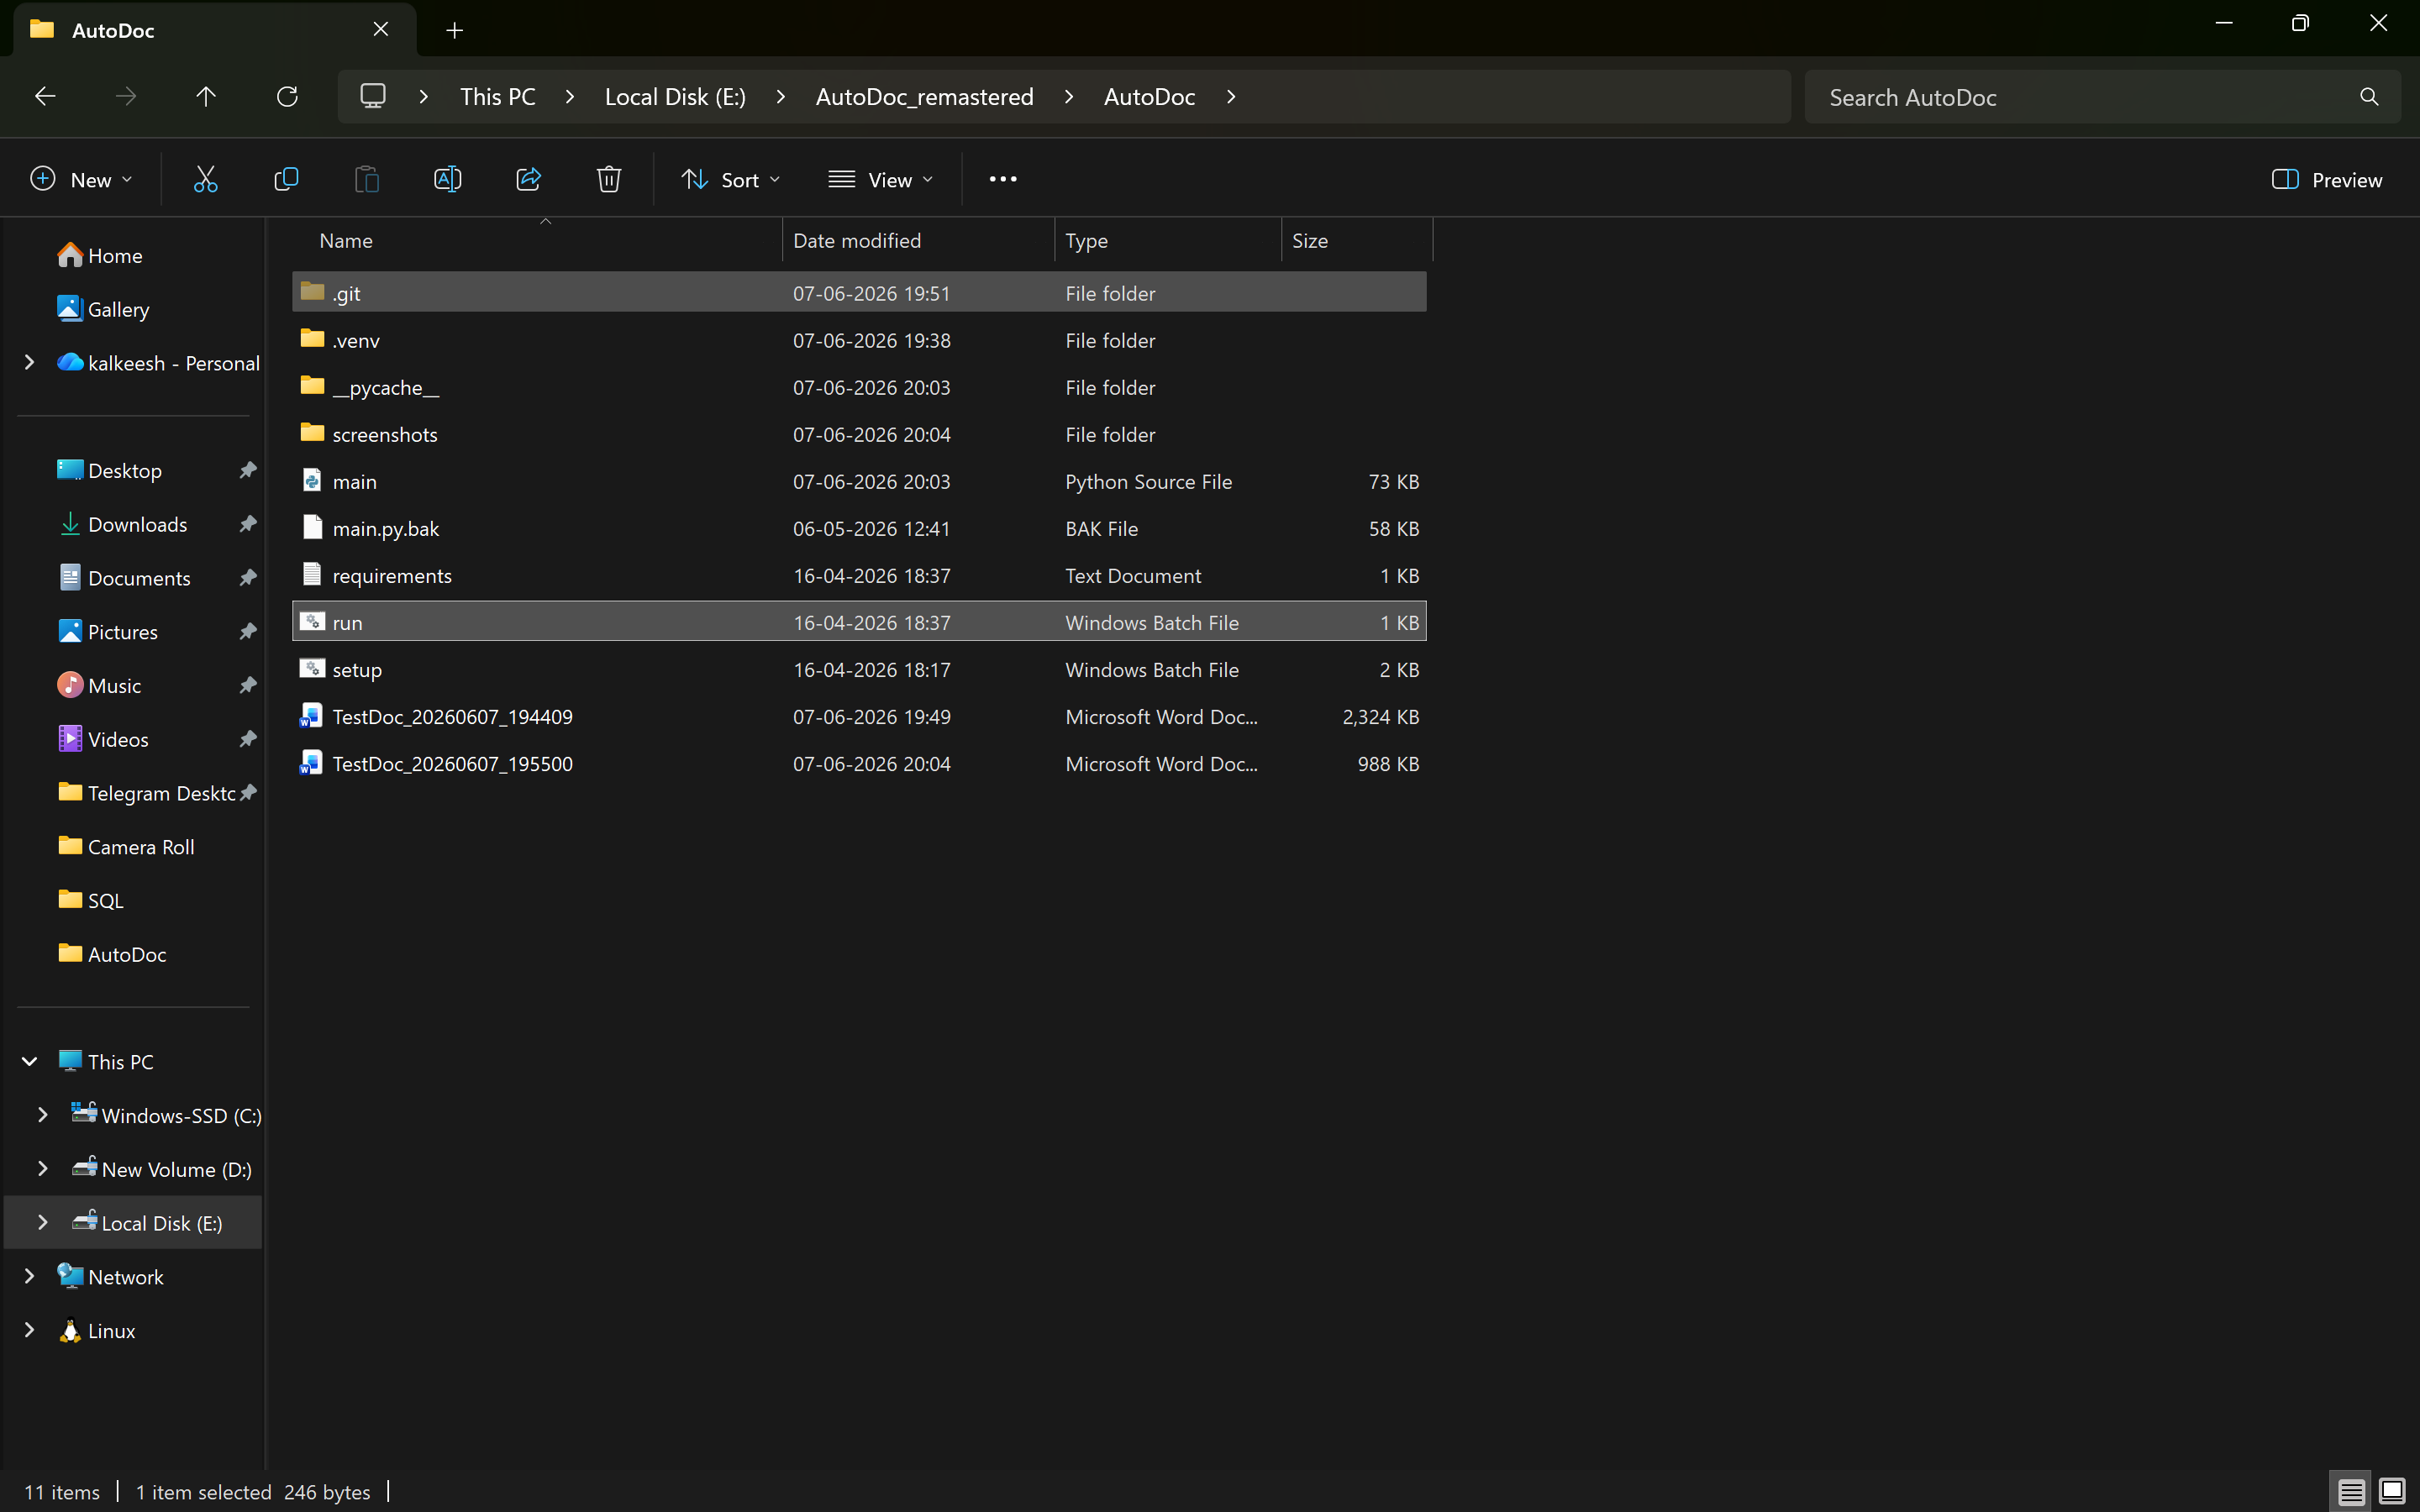 AutoDoc
This PC > Local Disk (E:) > AutoDoc_remastered > AutoDoc >
Search AutoDoc
New
Sort
View
Preview
Name Date modified Type Size
.git 07-06-2026 19:51 File folder
.venv 07-06-2026 19:38 File folder
__pycache__ 07-06-2026 20:03 File folder
screenshots 07-06-2026 20:04 File folder
main 07-06-2026 20:03 Python Source File 73 KB
main.py.bak 06-05-2026 12:41 BAK File 58 KB
requirements 16-04-2026 18:37 Text Document 1 KB
run 16-04-2026 18:37 Windows Batch File 1 KB
setup 16-04-2026 18:17 Windows Batch File 2 KB
TestDoc_20260607_194409 07-06-2026 19:49 Microsoft Word Doc... 2,324 KB
TestDoc_20260607_195500 07-06-2026 20:04 Microsoft Word Doc... 988 KB
Home
Gallery
kalkeesh - Personal
Desktop
Downloads
Documents
Pictures
Music
Videos
Telegram Desktc
Camera Roll
SQL
AutoDoc
This PC
Windows-SSD (C:)
New Volume (D:)
Local Disk (E:)
Network
Linux
11 items 1 item selected 246 bytes